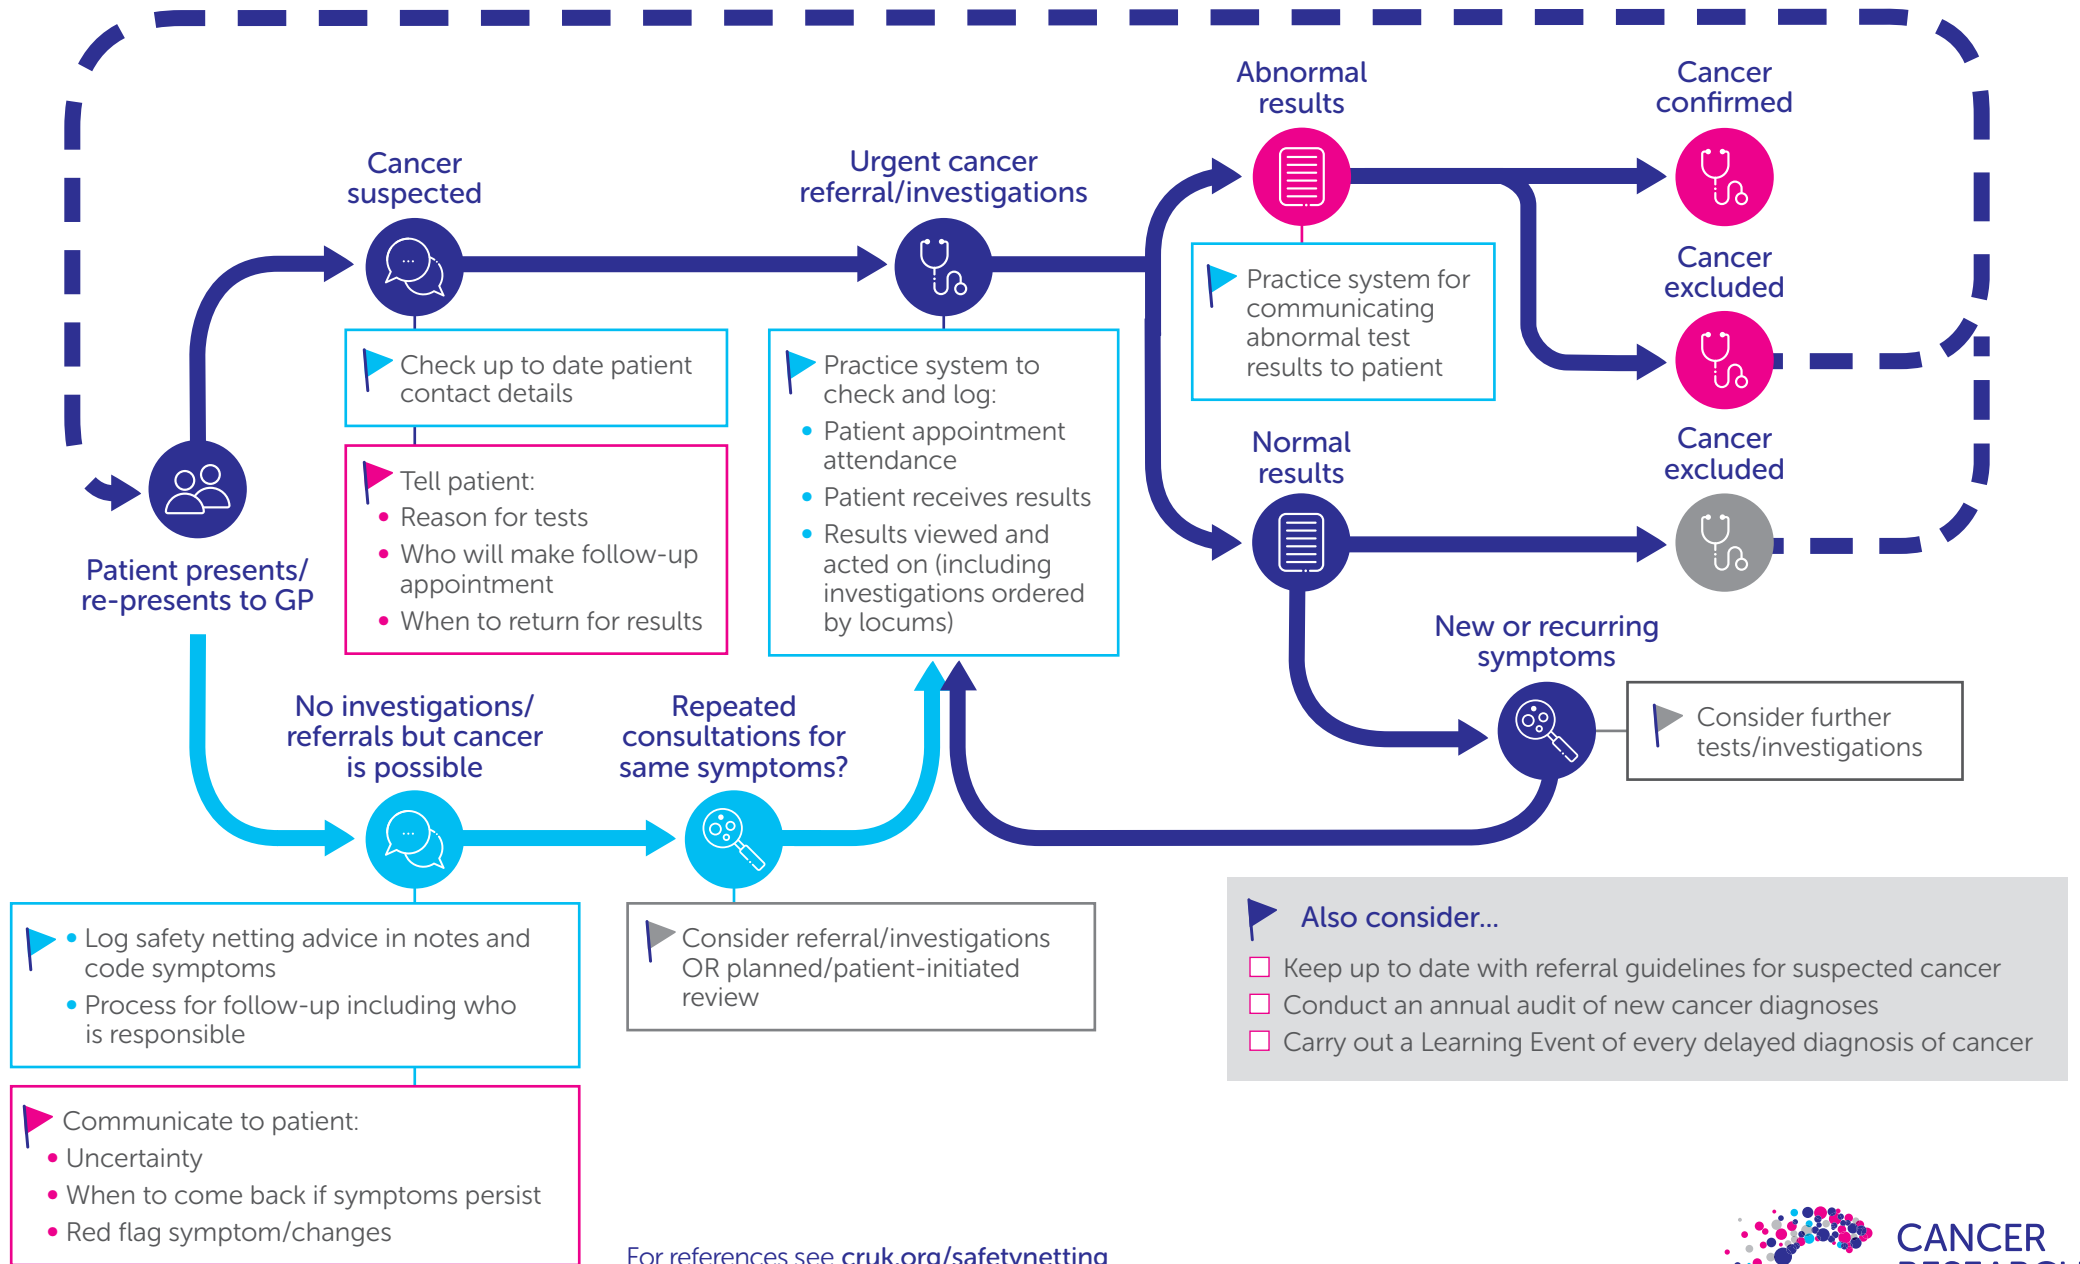 Abnormal
results
Cancer
confirmed
Cancer
suspected
Urgent cancer
referral/investigations
Cancer
excluded
Practice system for
communicating
abnormal test
results to patient
Check up to date patient
contact details
Practice system to
check and log:
• Patient appointment
attendance
• Patient receives results
• Results viewed and
acted on (including
investigations ordered
by locums)
Normal
results
Cancer
excluded
Tell patient:
• Reason for tests
• Who will make follow-up
appointment
• When to return for results
Patient presents/
re-presents to GP
New or recurring
symptoms
Consider further
tests/investigations
No investigations/
referrals but cancer
is possible
Repeated
consultations for
same symptoms?
• Log safety netting advice in notes and
code symptoms
• Process for follow-up including who
is responsible
Consider referral/investigations
OR planned/patient-initiated
review
Also consider...
Keep up to date with referral guidelines for suspected cancer
Conduct an annual audit of new cancer diagnoses
Carry out a Learning Event of every delayed diagnosis of cancer
Communicate to patient:
• Uncertainty
• When to come back if symptoms persist
• Red flag symptom/changes
For references see cruk.org/safetynetting
CANCER
RESEARCH